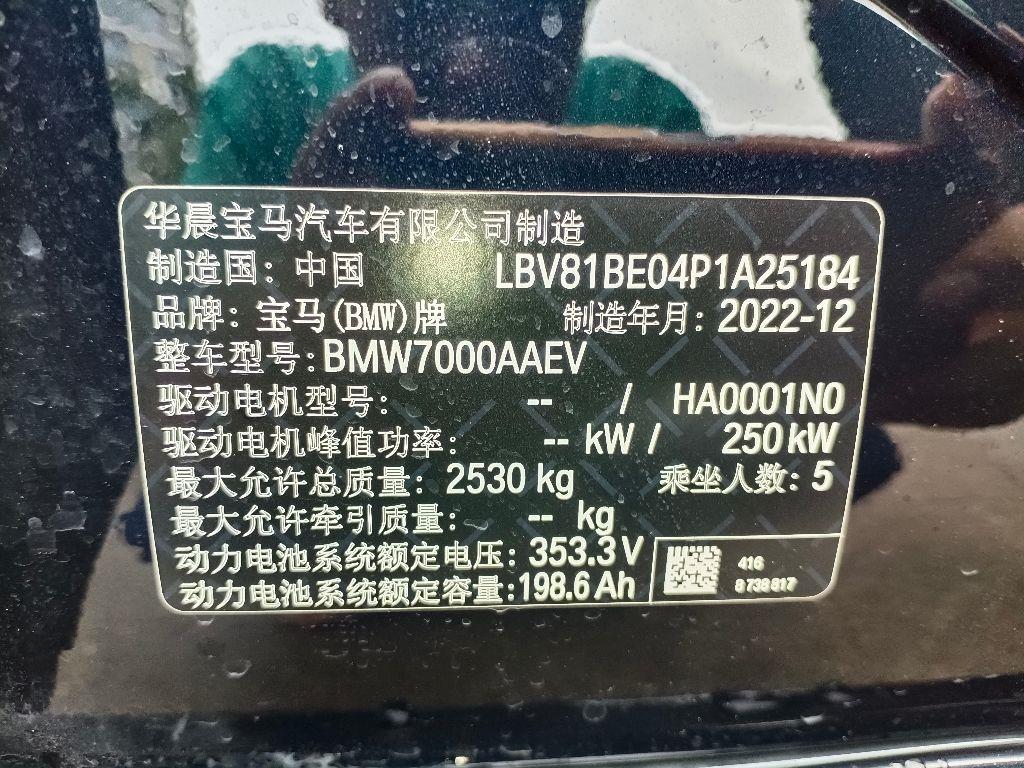 华晨宝马汽车有限公司制造
制造国：中国 LBV81BE04P1A25184
品牌：宝马(BMW)牌 制造年月：2022-12
整车型号：BMW7000AAEV
驱动电机型号： -- / HA0001N0
驱动电机峰值功率： -- kW / 250 kW
最大允许总质量：2530 kg 乘坐人数：5
最大允许牵引质量： -- kg
动力电池系统额定电压：353.3 V
动力电池系统额定容量：198.6 Ah
416
8 738 817